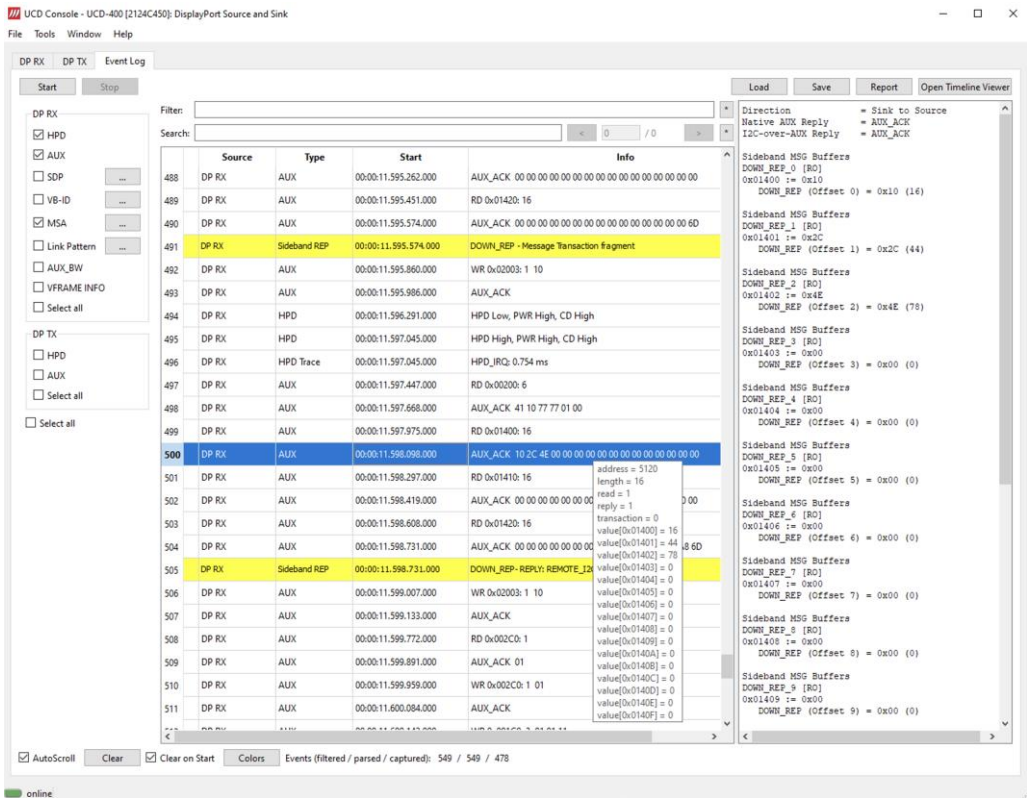 UCD Console - UCD-400 [2124C450]: DisplayPort Source and Sink
File Tools Window Help
DP RX DP TX Event Log
Start Stop Load Save Report Open Timeline Viewer
DP RX
HPD
AUX
SDP ...
VB-ID ...
MSA ...
Link Pattern ...
AUX_BW
VFRAME INFO
Select all
DP TX
HPD
AUX
Select all
Select all
Filter: *
Search: < 0 / 0 > *
Source Type Start Info
488 DP RX AUX 00:00:11.595.262.000 AUX_ACK 00 00 00 00 00 00 00 00 00 00 00 00 00 00 00 00
489 DP RX AUX 00:00:11.595.451.000 RD 0x01420: 16
490 DP RX AUX 00:00:11.595.574.000 AUX_ACK 00 00 00 00 00 00 00 00 00 00 00 00 00 00 00 6D
491 DP RX Sideband REP 00:00:11.595.574.000 DOWN_REP - Message Transaction fragment
492 DP RX AUX 00:00:11.595.860.000 WR 0x02003: 1 10
493 DP RX AUX 00:00:11.595.986.000 AUX_ACK
494 DP RX HPD 00:00:11.596.291.000 HPD Low, PWR High, CD High
495 DP RX HPD 00:00:11.597.045.000 HPD High, PWR High, CD High
496 DP RX HPD Trace 00:00:11.597.045.000 HPD_IRQ: 0.754 ms
497 DP RX AUX 00:00:11.597.447.000 RD 0x00200: 6
498 DP RX AUX 00:00:11.597.668.000 AUX_ACK 41 10 77 77 01 00
499 DP RX AUX 00:00:11.597.975.000 RD 0x01400: 16
500 DP RX AUX 00:00:11.598.098.000 AUX_ACK 10 2C 4E 00 00 00 00 00 00 00 00 00 00 00 00 00
501 DP RX AUX 00:00:11.598.297.000 RD 0x01410: 16
502 DP RX AUX 00:00:11.598.419.000 AUX_ACK 00 00 00 00 00 00
503 DP RX AUX 00:00:11.598.608.000 RD 0x01420: 16
504 DP RX AUX 00:00:11.598.731.000 AUX_ACK 00 00 00 00 00 00 6D
505 DP RX Sideband REP 00:00:11.598.731.000 DOWN_REP - REPLY: REMOTE_I2
506 DP RX AUX 00:00:11.599.007.000 WR 0x02003: 1 10
507 DP RX AUX 00:00:11.599.133.000 AUX_ACK
508 DP RX AUX 00:00:11.599.772.000 RD 0x002C0: 1
509 DP RX AUX 00:00:11.599.891.000 AUX_ACK 01
510 DP RX AUX 00:00:11.599.959.000 WR 0x002C0: 1 01
511 DP RX AUX 00:00:11.600.084.000 AUX_ACK
address = 5120
length = 16
read = 1
reply = 1
transaction = 0
value[0x01400] = 16
value[0x01401] = 44
value[0x01402] = 78
value[0x01403] = 0
value[0x01404] = 0
value[0x01405] = 0
value[0x01406] = 0
value[0x01407] = 0
value[0x01408] = 0
value[0x01409] = 0
value[0x0140A] = 0
value[0x0140B] = 0
value[0x0140C] = 0
value[0x0140D] = 0
value[0x0140E] = 0
value[0x0140F] = 0
Direction = Sink to Source
Native AUX Reply = AUX_ACK
I2C-over-AUX Reply = AUX_ACK
Sideband MSG Buffers
DOWN_REP_0 [RO]
0x01400 := 0x10
DOWN_REP (Offset 0) = 0x10 (16)
Sideband MSG Buffers
DOWN_REP_1 [RO]
0x01401 := 0x2C
DOWN_REP (Offset 1) = 0x2C (44)
Sideband MSG Buffers
DOWN_REP_2 [RO]
0x01402 := 0x4E
DOWN_REP (Offset 2) = 0x4E (78)
Sideband MSG Buffers
DOWN_REP_3 [RO]
0x01403 := 0x00
DOWN_REP (Offset 3) = 0x00 (0)
Sideband MSG Buffers
DOWN_REP_4 [RO]
0x01404 := 0x00
DOWN_REP (Offset 4) = 0x00 (0)
Sideband MSG Buffers
DOWN_REP_5 [RO]
0x01405 := 0x00
DOWN_REP (Offset 5) = 0x00 (0)
Sideband MSG Buffers
DOWN_REP_6 [RO]
0x01406 := 0x00
DOWN_REP (Offset 6) = 0x00 (0)
Sideband MSG Buffers
DOWN_REP_7 [RO]
0x01407 := 0x00
DOWN_REP (Offset 7) = 0x00 (0)
Sideband MSG Buffers
DOWN_REP_8 [RO]
0x01408 := 0x00
DOWN_REP (Offset 8) = 0x00 (0)
Sideband MSG Buffers
DOWN_REP_9 [RO]
0x01409 := 0x00
DOWN_REP (Offset 9) = 0x00 (0)
AutoScroll Clear Clear on Start Colors Events (filtered / parsed / captured): 549 / 549 / 478
online